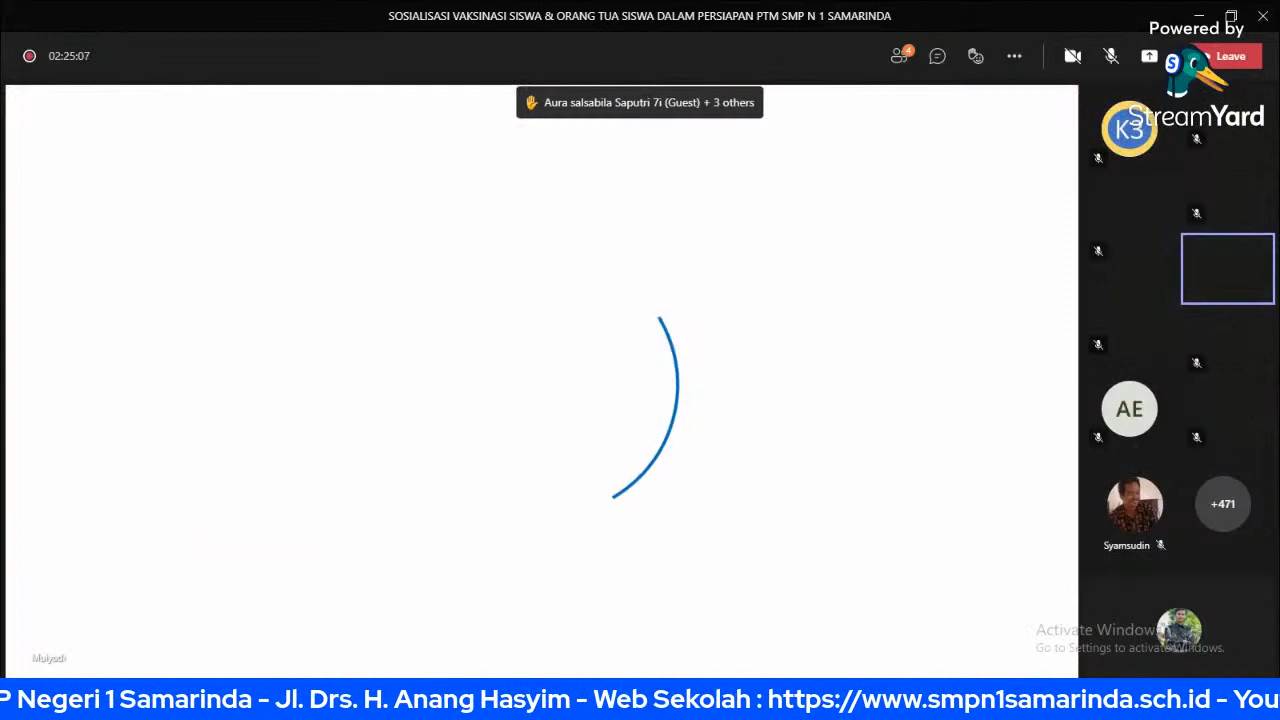 SOSIALISASI VAKSINASI SISWA & ORANG TUA SISWA DALAM PERSIAPAN PTM SMP N 1 SAMARINDA
Powered by
StreamYard
02:25:07
4
Leave
Aura salsabila Saputri 7i (Guest) + 3 others
K3
AE
+471
Syamsudin
Activate Windows
Go to Settings to activate Windows.
Mulyadi
P Negeri 1 Samarinda - Jl. Drs. H. Anang Hasyim - Web Sekolah : https://www.smpn1samarinda.sch.id - You